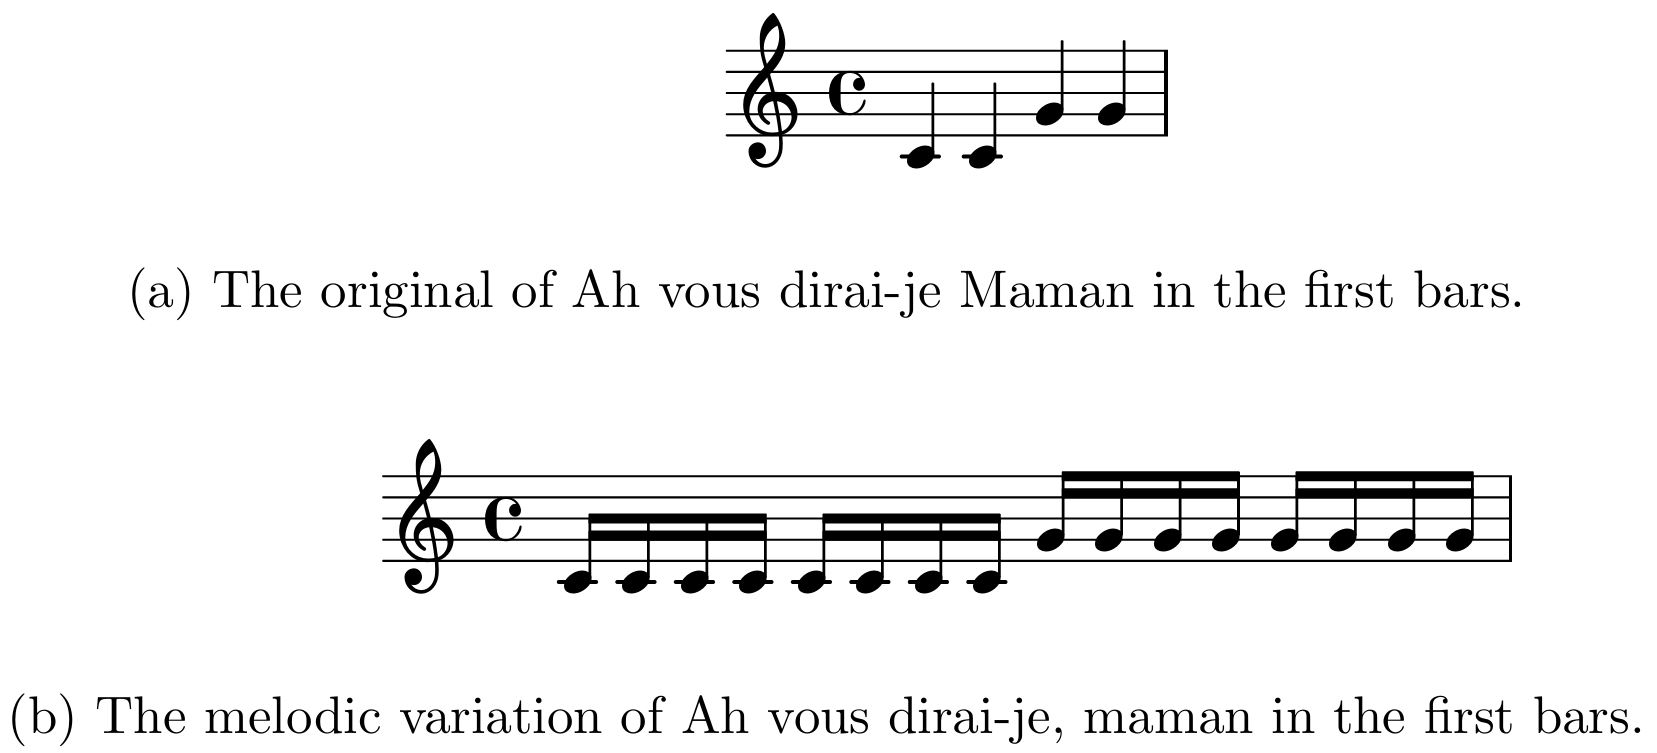 (a) The original of Ah vous dirai-je Maman in the first bars.
(b) The melodic variation of Ah vous dirai-je, maman in the first bars.